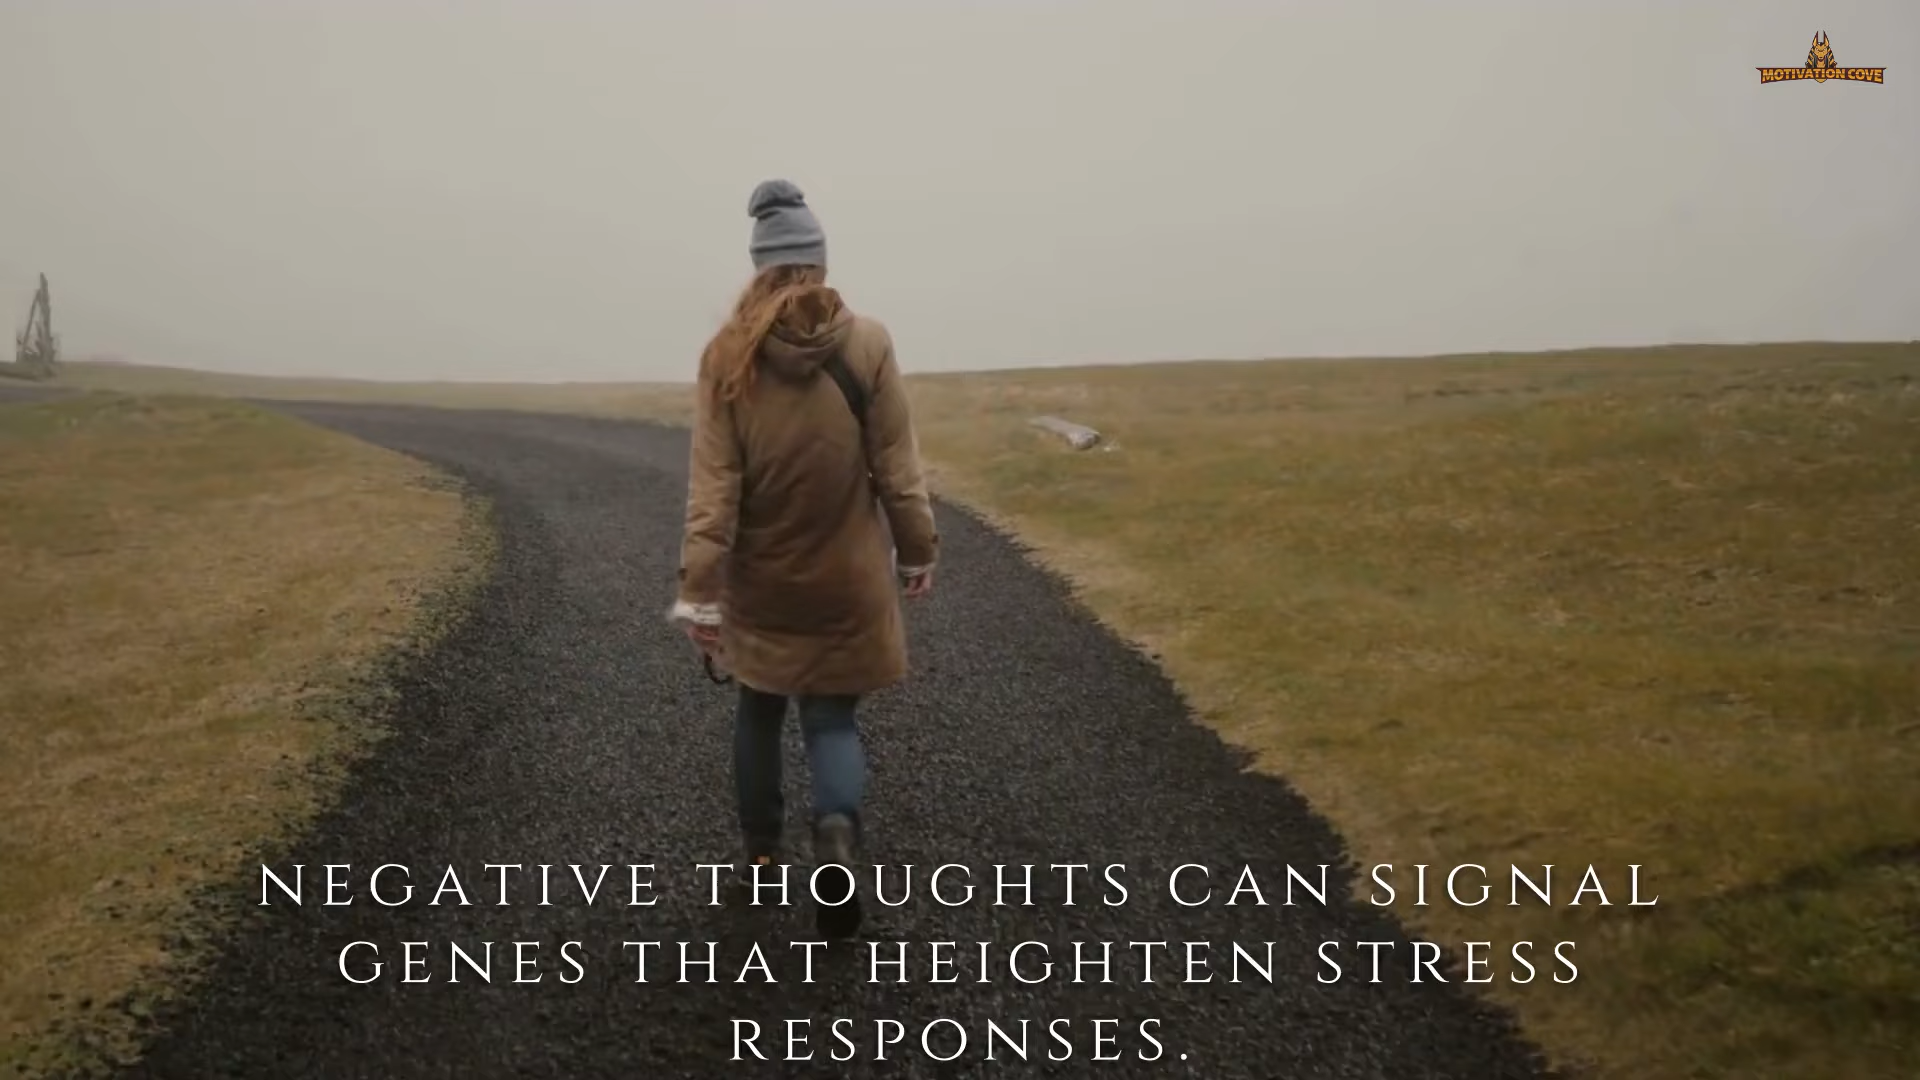 MOTIVATION COVE
NEGATIVE THOUGHTS CAN SIGNAL
GENES THAT HEIGHTEN STRESS
RESPONSES.